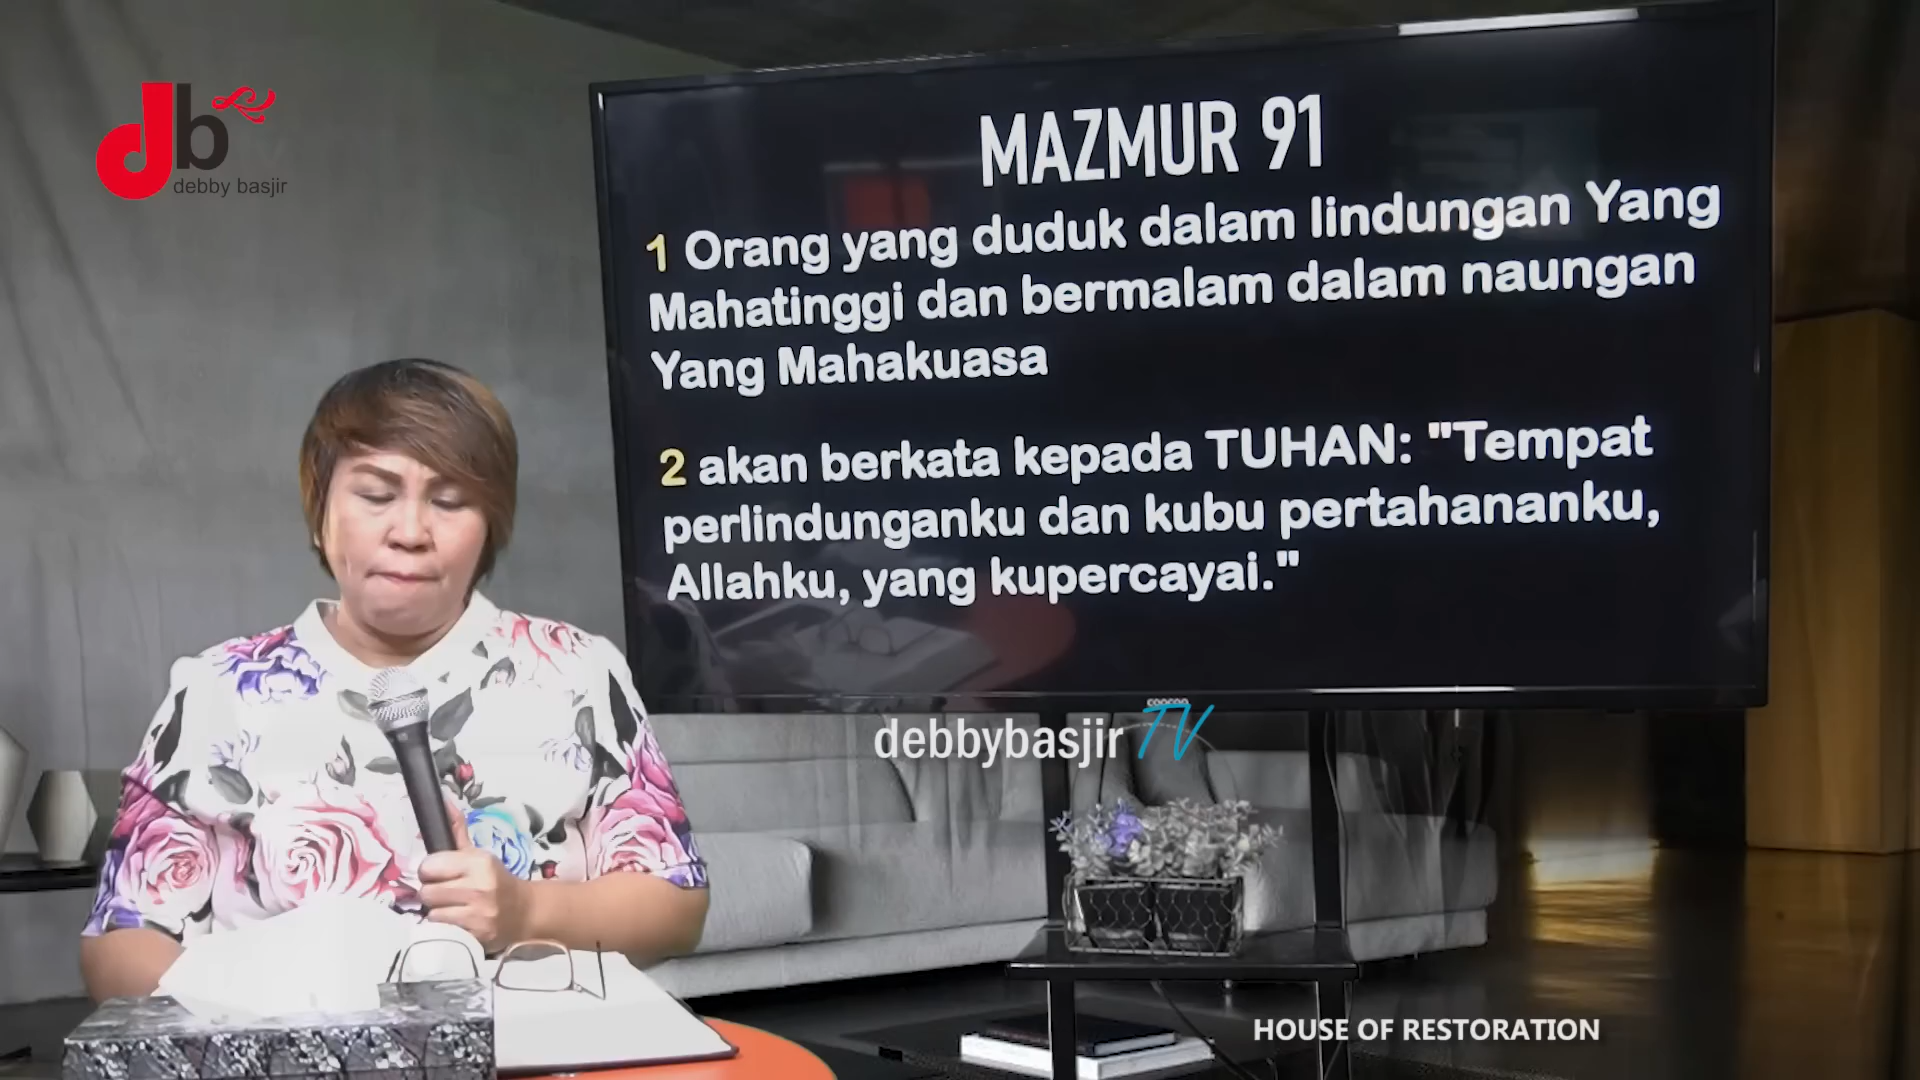 db
debby basjir
MAZMUR 91
1 Orang yang duduk dalam lindungan Yang
Mahatinggi dan bermalam dalam naungan
Yang Mahakuasa
2 akan berkata kepada TUHAN: "Tempat
perlindunganku dan kubu pertahananku,
Allahku, yang kupercayai."
coocaa
debbybasjir TV
HOUSE OF RESTORATION